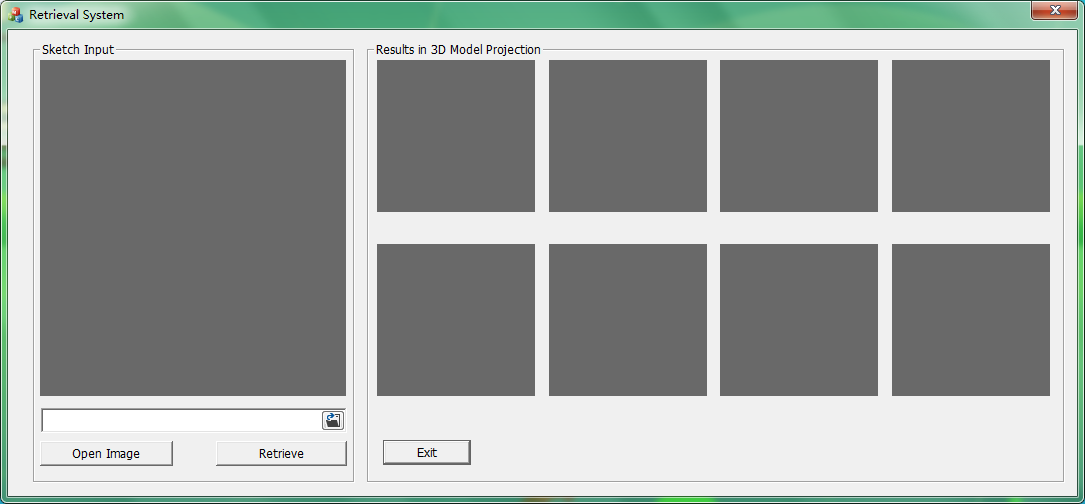 Retrieval System
Sketch Input
Results in 3D Model Projection
Open Image
Retrieve
Exit